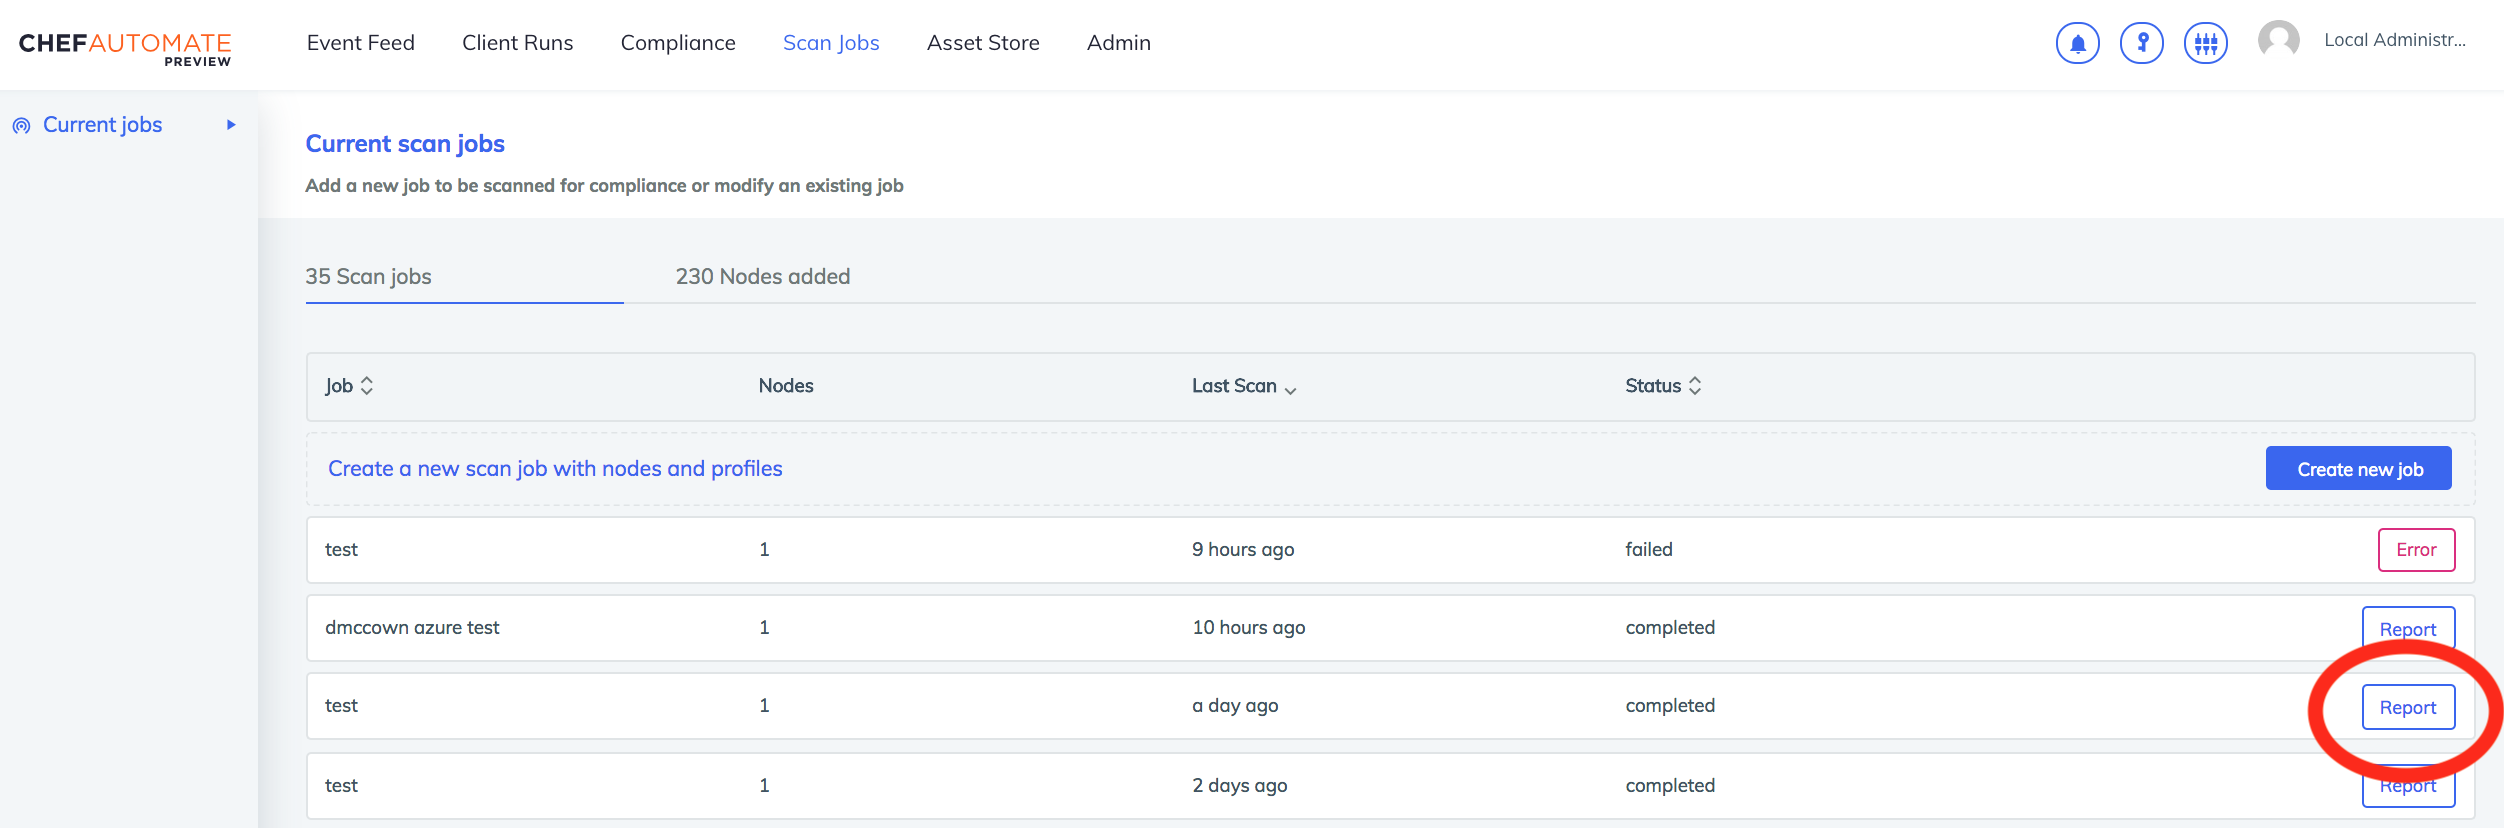 CHEFAUTOMATE
PREVIEW
Event Feed Client Runs Compliance Scan Jobs Asset Store Admin
Local Administr...
Current jobs
Current scan jobs
Add a new job to be scanned for compliance or modify an existing job
35 Scan jobs 230 Nodes added
Job Nodes Last Scan Status
Create a new scan job with nodes and profiles Create new job
test 1 9 hours ago failed Error
dmccown azure test 1 10 hours ago completed Report
test 1 a day ago completed Report
test 1 2 days ago completed Report